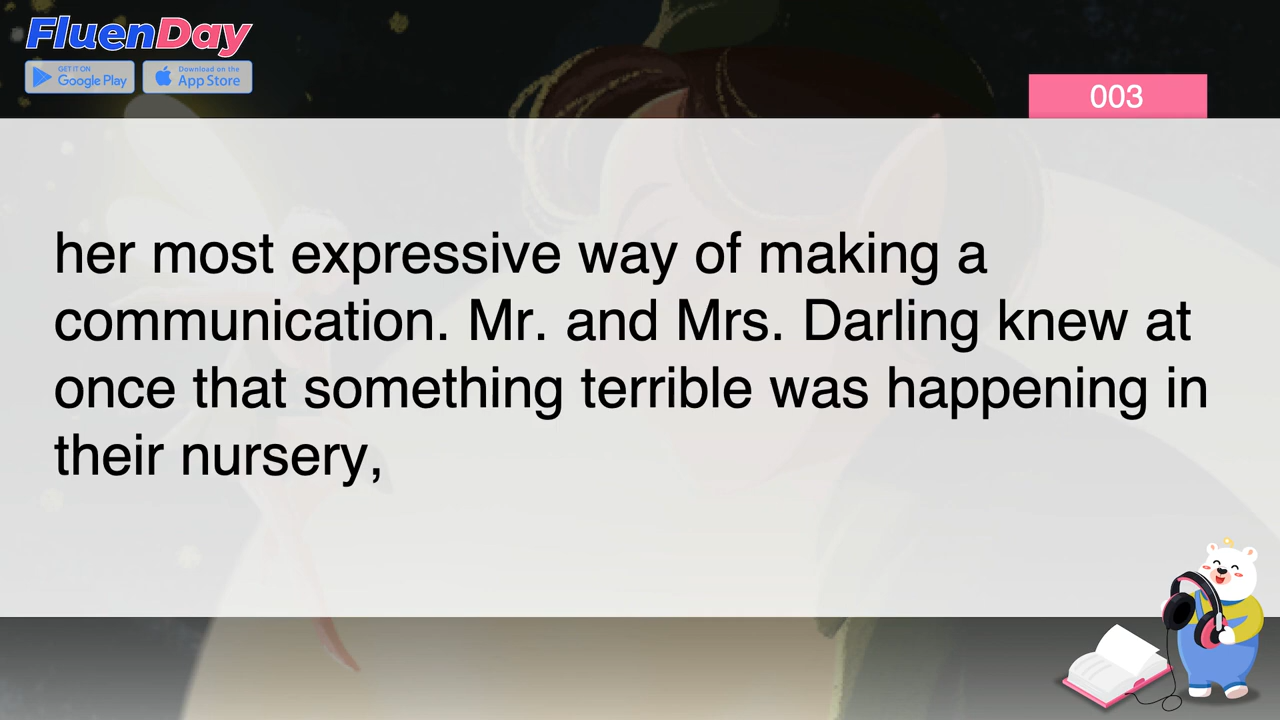 FluenDay
GET IT ON
Google Play
Download on the
App Store
003
her most expressive way of making a
communication. Mr. and Mrs. Darling knew at
once that something terrible was happening in
their nursery,